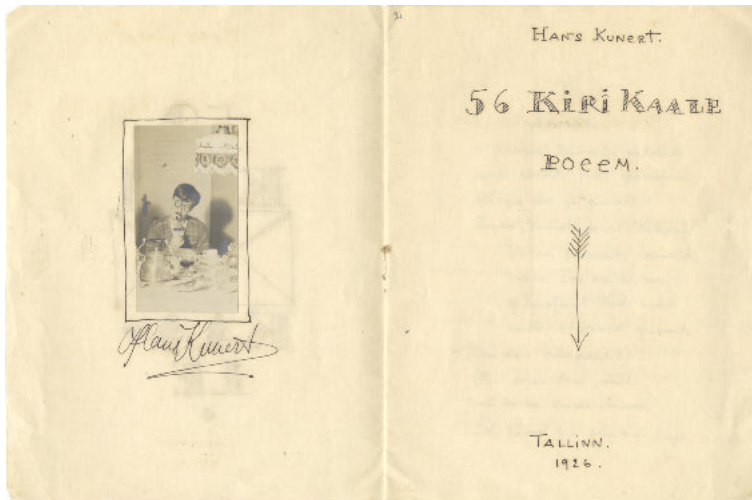 Hans Kunert
HANS KUNERT.
56 KIRI KAALE
POEEM.
TALLINN.
1926.